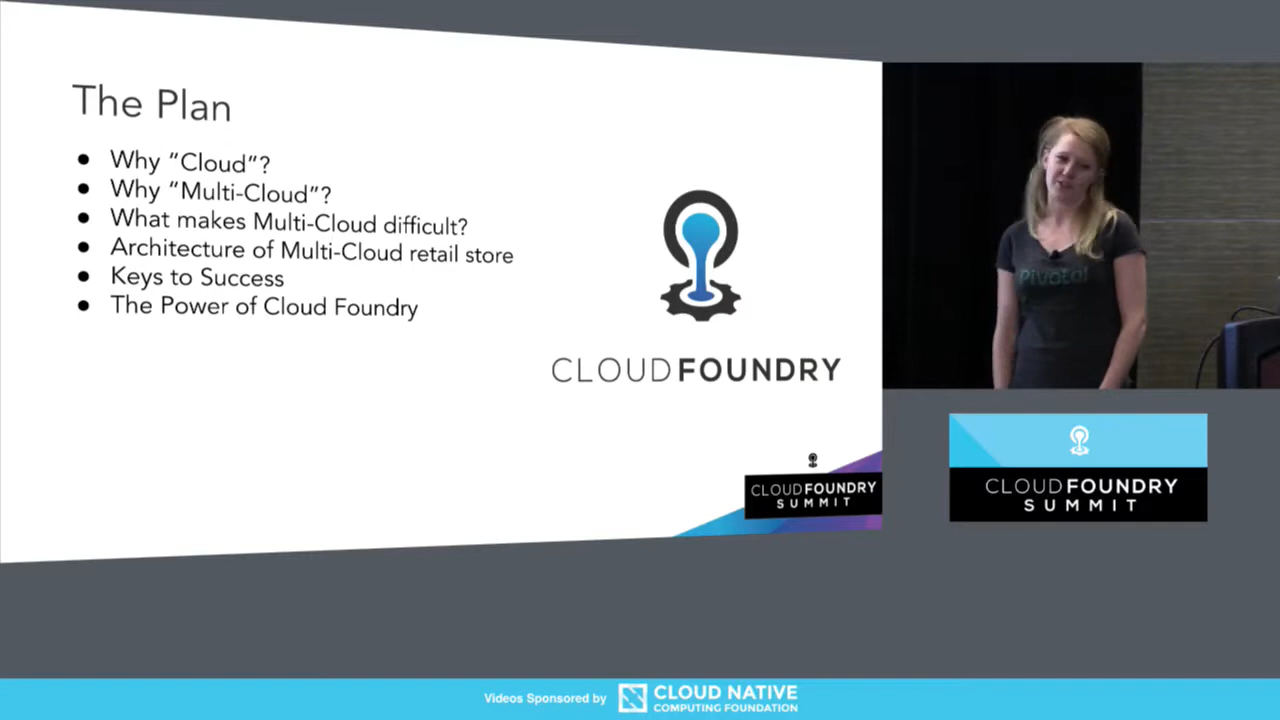 The Plan
● Why “Cloud”?
● Why “Multi-Cloud”?
● What makes Multi-Cloud difficult?
● Architecture of Multi-Cloud retail store
● Keys to Success
● The Power of Cloud Foundry
CLOUDFOUNDRY
CLOUDFOUNDRY
SUMMIT
Pivotal
CLOUDFOUNDRY
SUMMIT
Videos Sponsored by
CLOUD NATIVE
COMPUTING FOUNDATION